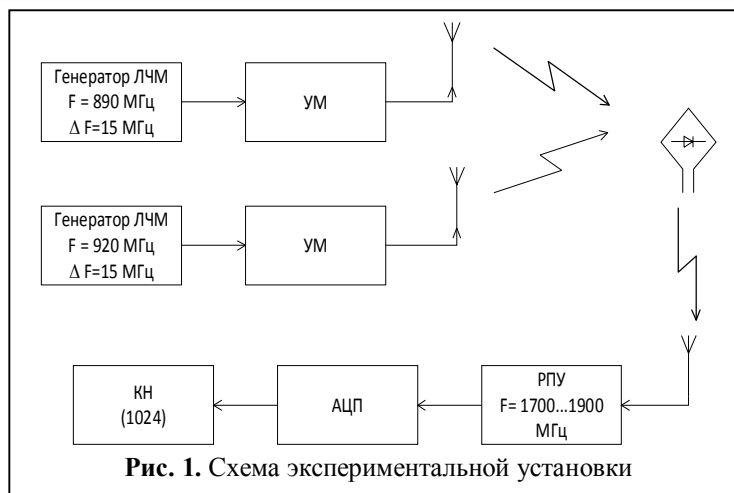 Генератор ЛЧМ
F = 890 МГц
Δ F=15 МГц
УМ
Генератор ЛЧМ
F = 920 МГц
Δ F=15 МГц
УМ
КН
(1024)
АЦП
РПУ
F= 1700...1900
МГц
Рис. 1. Схема экспериментальной установки